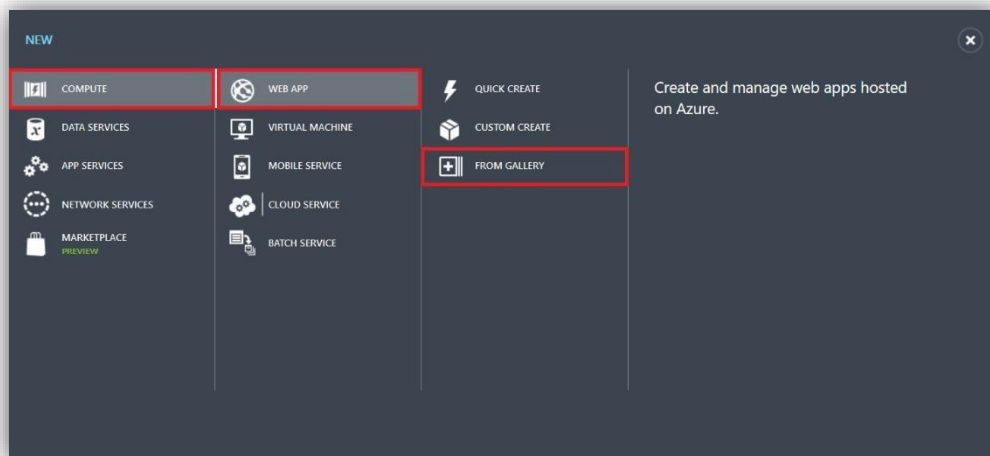 NEW
COMPUTE
DATA SERVICES
APP SERVICES
NETWORK SERVICES
MARKETPLACE
PREVIEW
WEB APP
VIRTUAL MACHINE
MOBILE SERVICE
CLOUD SERVICE
BATCH SERVICE
QUICK CREATE
CUSTOM CREATE
FROM GALLERY
Create and manage web apps hosted
on Azure.